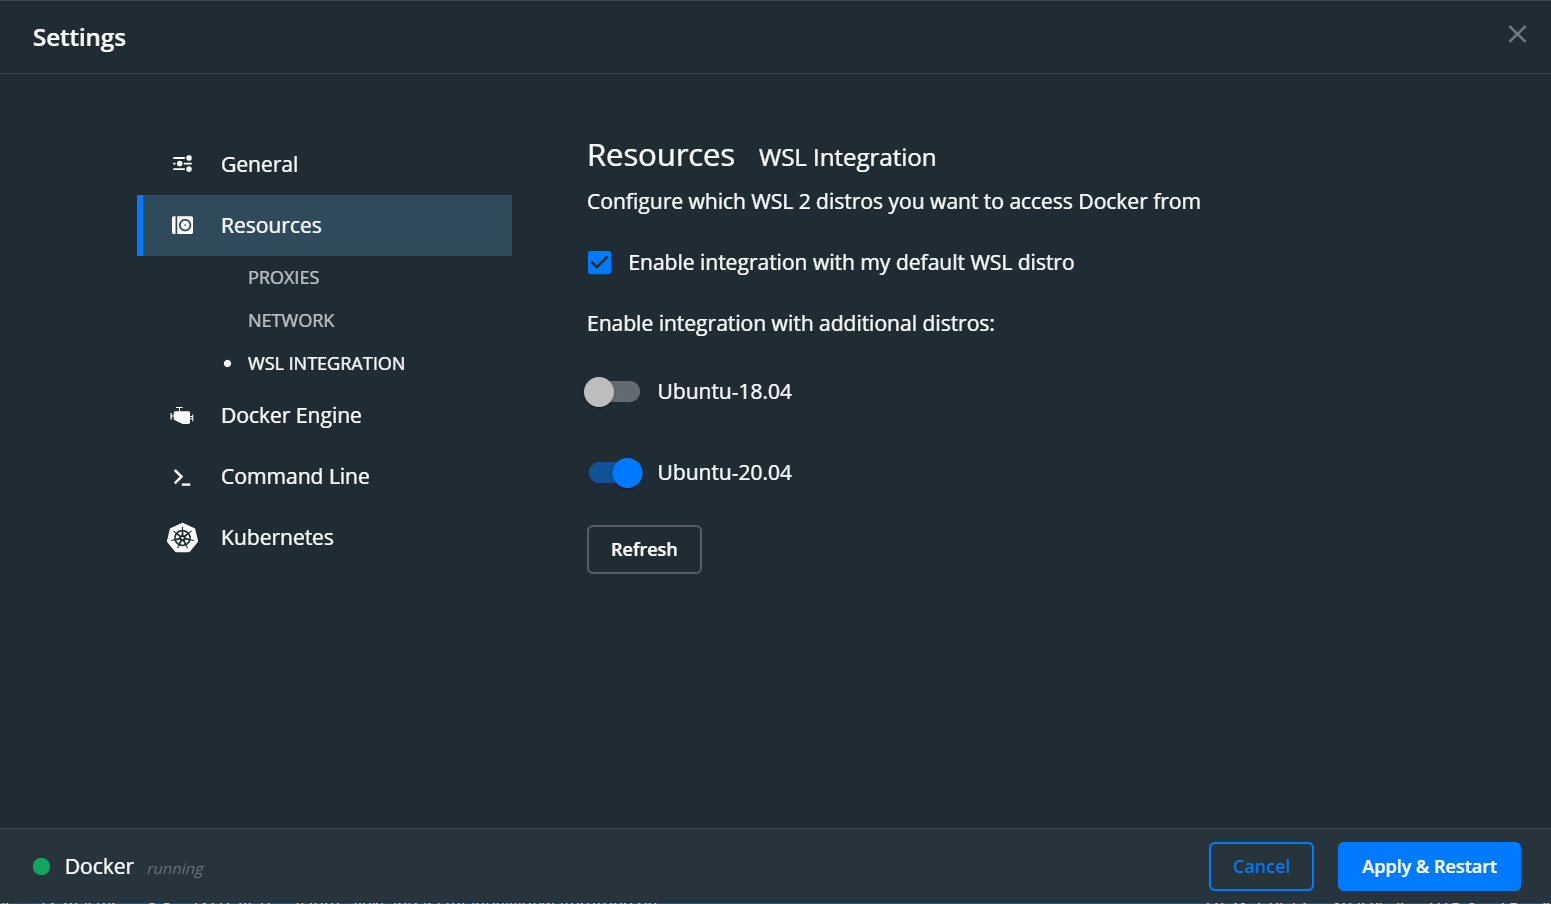 Settings
General
Resources
PROXIES
NETWORK
WSL INTEGRATION
Docker Engine
Command Line
Kubernetes
Resources WSL Integration
Configure which WSL 2 distros you want to access Docker from
Enable integration with my default WSL distro
Enable integration with additional distros:
Ubuntu-18.04
Ubuntu-20.04
Refresh
Docker running
Cancel
Apply & Restart